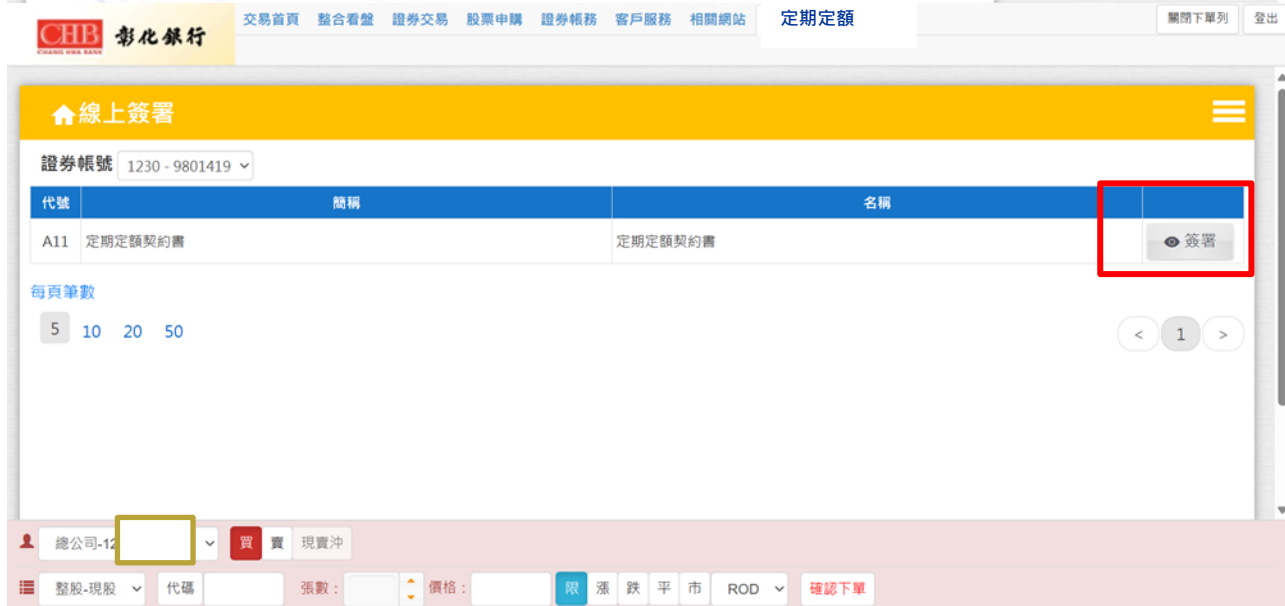 CHB 彰化銀行
CHANG HWA BANK
交易首頁 整合看盤 證券交易 股票申購 證券帳務 客戶服務 相關網站 定期定額 關閉下單列 登出
線上簽署
證券帳號 1230 - 9801419
代號 簡稱 名稱
A11 定期定額契約書 定期定額契約書 簽署
每頁筆數
5 10 20 50
< 1 >
總公司-12 買 賣 現賣沖
整股-現股 代碼 張數: 價格: 限 漲 跌 平 市 ROD 確認下單